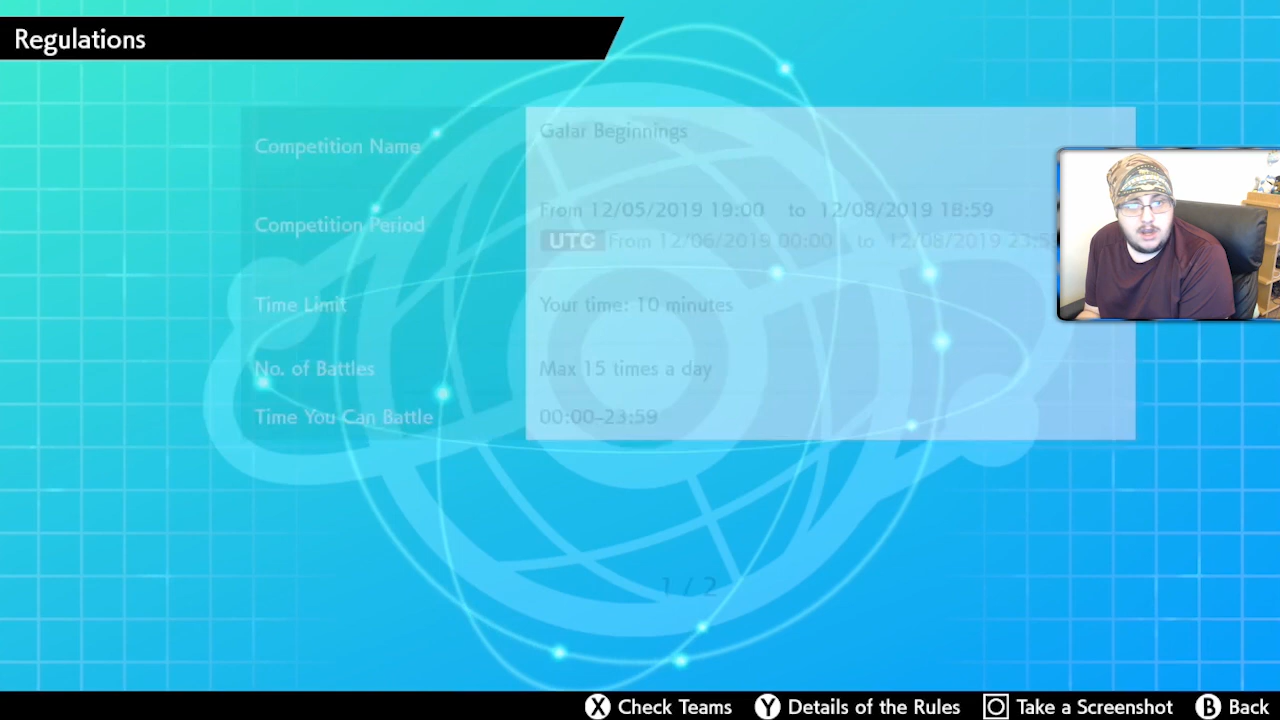 Regulations
Competition Name
Galar Beginnings
Competition Period
From 12/05/2019 19:00 to 12/08/2019 18:59
UTC From 12/06/2019 00:00 to 12/08/2019 23:5
Time Limit
Your time: 10 minutes
No. of Battles
Max 15 times a day
Time You Can Battle
00:00–23:59
1 / 2
X Check Teams Y Details of the Rules Take a Screenshot B Back